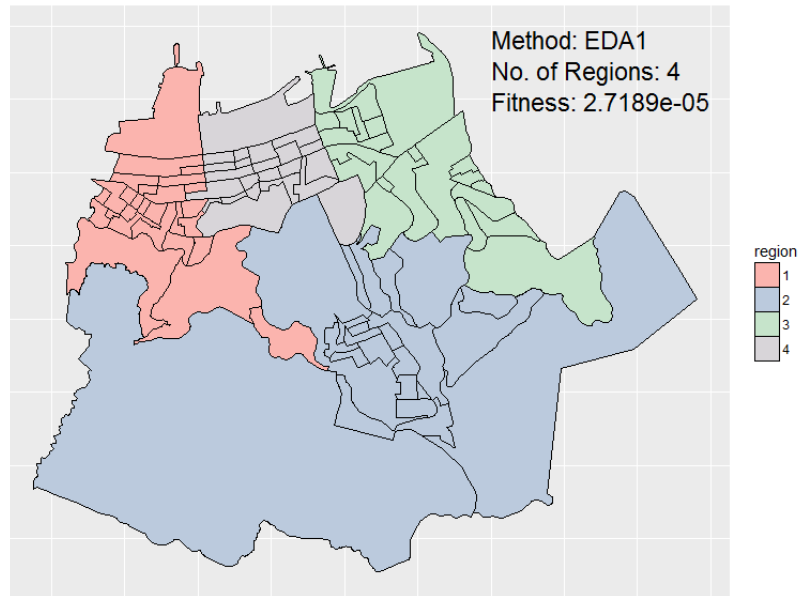 Method: EDA1
No. of Regions: 4
Fitness: 2.7189e-05
region
1
2
3
4